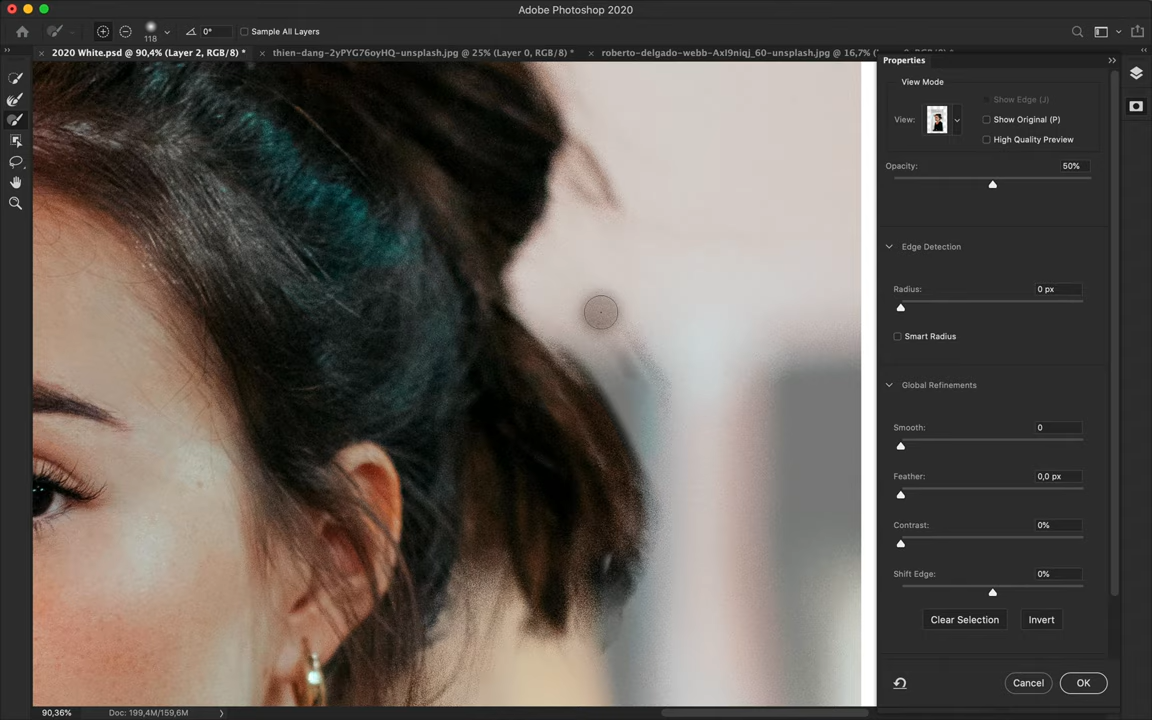 Adobe Photoshop 2020
118
0°
Sample All Layers
2020 White.psd @ 90,4% (Layer 2, RGB/8) *
thien-dang-2yPYG76oyHQ-unsplash.jpg @ 25% (Layer 0, RGB/8) *
roberto-delgado-webb-AxI9niqj_60-unsplash.jpg @ 16,7% (
Properties
View Mode
Show Edge (J)
View:
Show Original (P)
High Quality Preview
Opacity:
50%
Edge Detection
Radius:
0 px
Smart Radius
Global Refinements
Smooth:
0
Feather:
0,0 px
Contrast:
0%
Shift Edge:
0%
Clear Selection
Invert
Cancel
OK
90,36%
Doc: 199,4M/159,6M